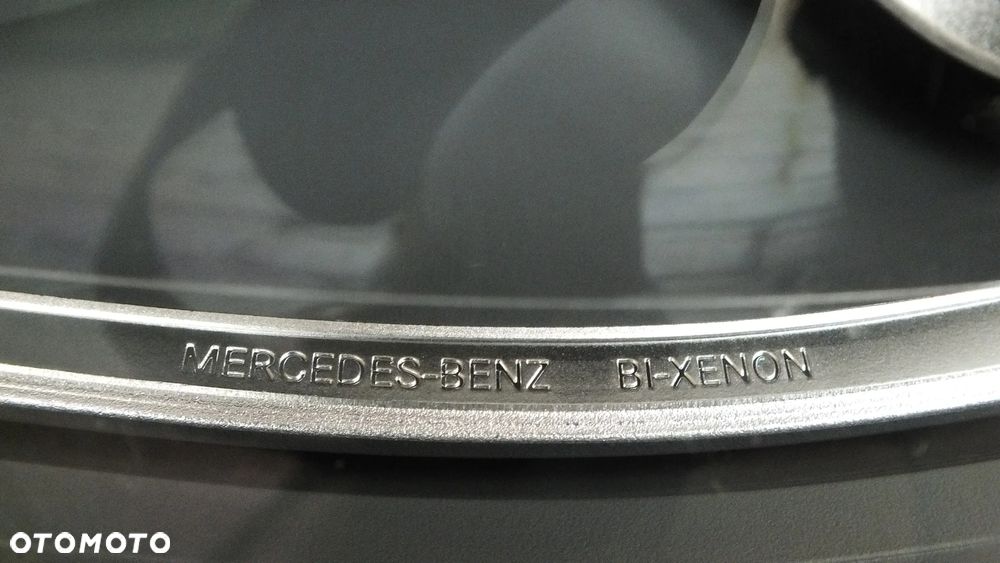 MERCEDES-BENZ BI-XENON
OTOMOTO